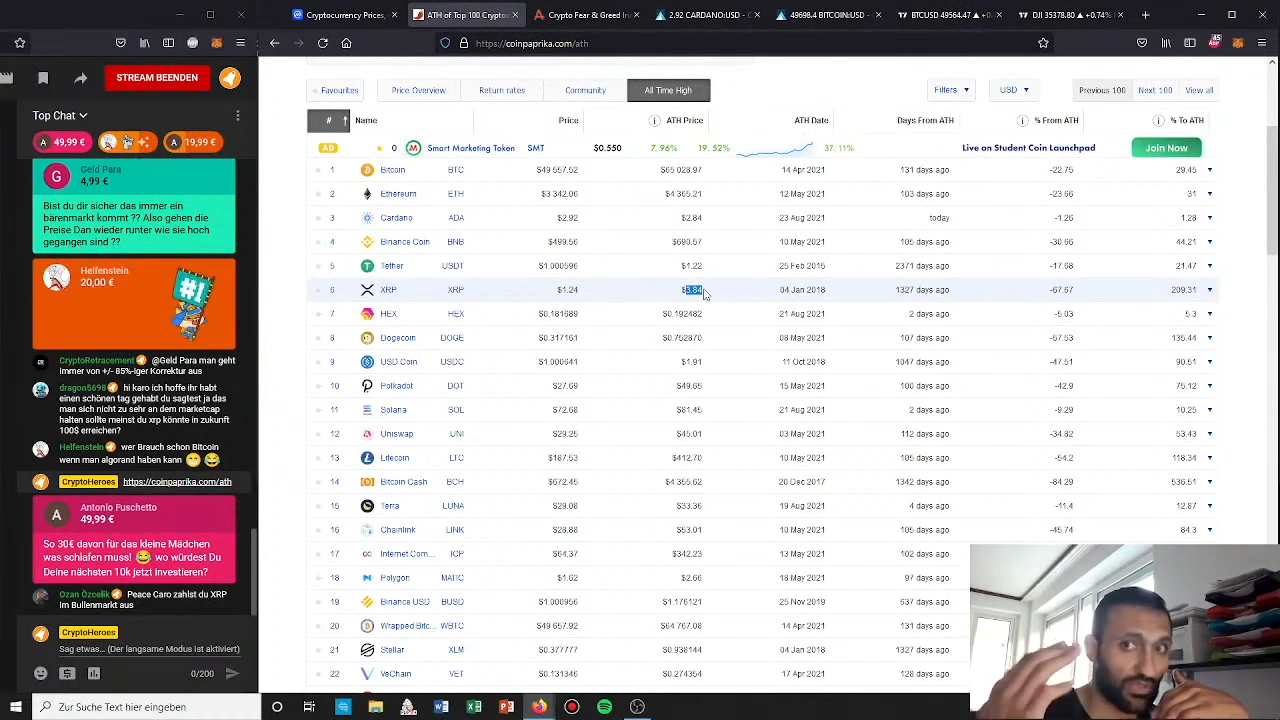 Cryptocurrency Prices,
ATH of Top 100 Cryptoc
Crypto Fear & Greed In
2.92 CARDANO:USD -
49698.4 BITCOIN:USD -
BTCUSD 49564.47 ▲+0.
DJI 35378.80 ▲ +0.74%
https://coinpaprika.com/ath
45
STREAM BEENDEN
Top Chat
A 49,99 €
A 19,99 €
G Geld Para
4,99 €
Bist du dir sicher das immer ein
bärenmarkt kommt ?? Also gehen die
Preise Dan wieder runter wie sie hoch
gegangen sind ??
Helfenstein
20,00 €
#1
CryptoRetracement @Geld Para man geht
Immer von +/- 85%-iger Korrektur aus
dragon5698 hi karo ich hoffe ihr habt
einen schönen tag gehabt du sagtest ja das
man sich nicht zu sehr an dem marketcap
halten sollte meinst du xrp könnte in zukunft
100$ erreichen?
Helfenstein wer Brauch schon Bitcoin
wenn man algorand haben kann 😁 😂
CryptoHeroes https://coinpaprika.com/ath
A Antonio Fuschetto
49,99 €
So 30€ davon für das kleine Mädchen
was schlafen muss! 😂 wo würdest Du
Deine nächsten 10k jetzt investieren?
Ozan Özcelik Peace Caro zahlst du XRP
im Bullenmarkt aus
CryptoHeroes
Sag etwas... (Der langsame Modus ist aktiviert)
0/200
Favourites Price Overview Return rates Community All Time High Filters USD Previous 100 Next 100 View all
# Name Price ATH Price ATH Date Days From ATH % From ATH % To ATH
AD 0 Smart Marketing Token SMT $0.550 7.96% 19.52% 37.11% Live on Student Coin Launchpad Join Now
1 Bitcoin BTC $49 557.52 $65 028.97 14 Apr 2021 131 days ago -22.75 29.45
2 Ethereum ETH $3 342.06 $4 365.21 12 May 2021 103 days ago -23.66 31
3 Cardano ADA $2.92 $2.84 23 Aug 2021 today -1.26 1.28
4 Binance Coin BNB $499.56 $690.57 10 May 2021 105 days ago -30.66 44.21
5 Tether USDT $1.000596 $1.22 25 Feb 2015 2371 days ago -17.68 21.47
6 XRP XRP $1.24 $3.84 04 Jan 2018 1327 days ago -67.67 209.31
7 HEX HEX $0.181689 $0.192482 21 Aug 2021 2 days ago -5.03 5.3
8 Dogecoin DOGE $0.317161 $0.752870 08 May 2021 107 days ago -57.53 135.44
9 USD Coin USDC $1.91 1047 days ago -47.51 90.51
10 Polkadot DOT $27.69 $49.65 15 May 2021 100 days ago -42.9 75.12
11 Solana SOL $72.68 $81.45 21 Aug 2021 2 days ago -9.29 10.25
12 Uniswap UNI $29.25 $45.01 03 May 2021 112 days ago -34.82 53.43
13 Litecoin LTC $187.53 $412.70 10 May 2021 105 days ago -54.2 118.34
14 Bitcoin Cash BCH $672.45 $4 355.62 20 Dec 2017 1342 days ago -84.29 536.51
15 Terra LUNA $29.08 $33.36 19 Aug 2021 -11.4 12.87
16 Chainlink LINK $28.88 $53.01 10 May 2021 105 days ago -45.74 84.3
17 Internet Com... ICP $64.37 $342.23
18 Polygon MATIC $1.62 $2.66 18 May 2021 97 days ago
19 Binance USD BUSD $1.000956 $1.176121 25 Nov 2019 637 days ago
20 Wrapped Bitc... WBTC $49 657.92 $64 767.08 14 Apr 2021 131 days ago
21 Stellar XLM $0.377777 $0.938144 04 Jan 2018 1327 days ago
22 VeChain VET $0.131346 $0.274354 17 Apr 2021 128 days ago
Zur Suche Text hier eingeben